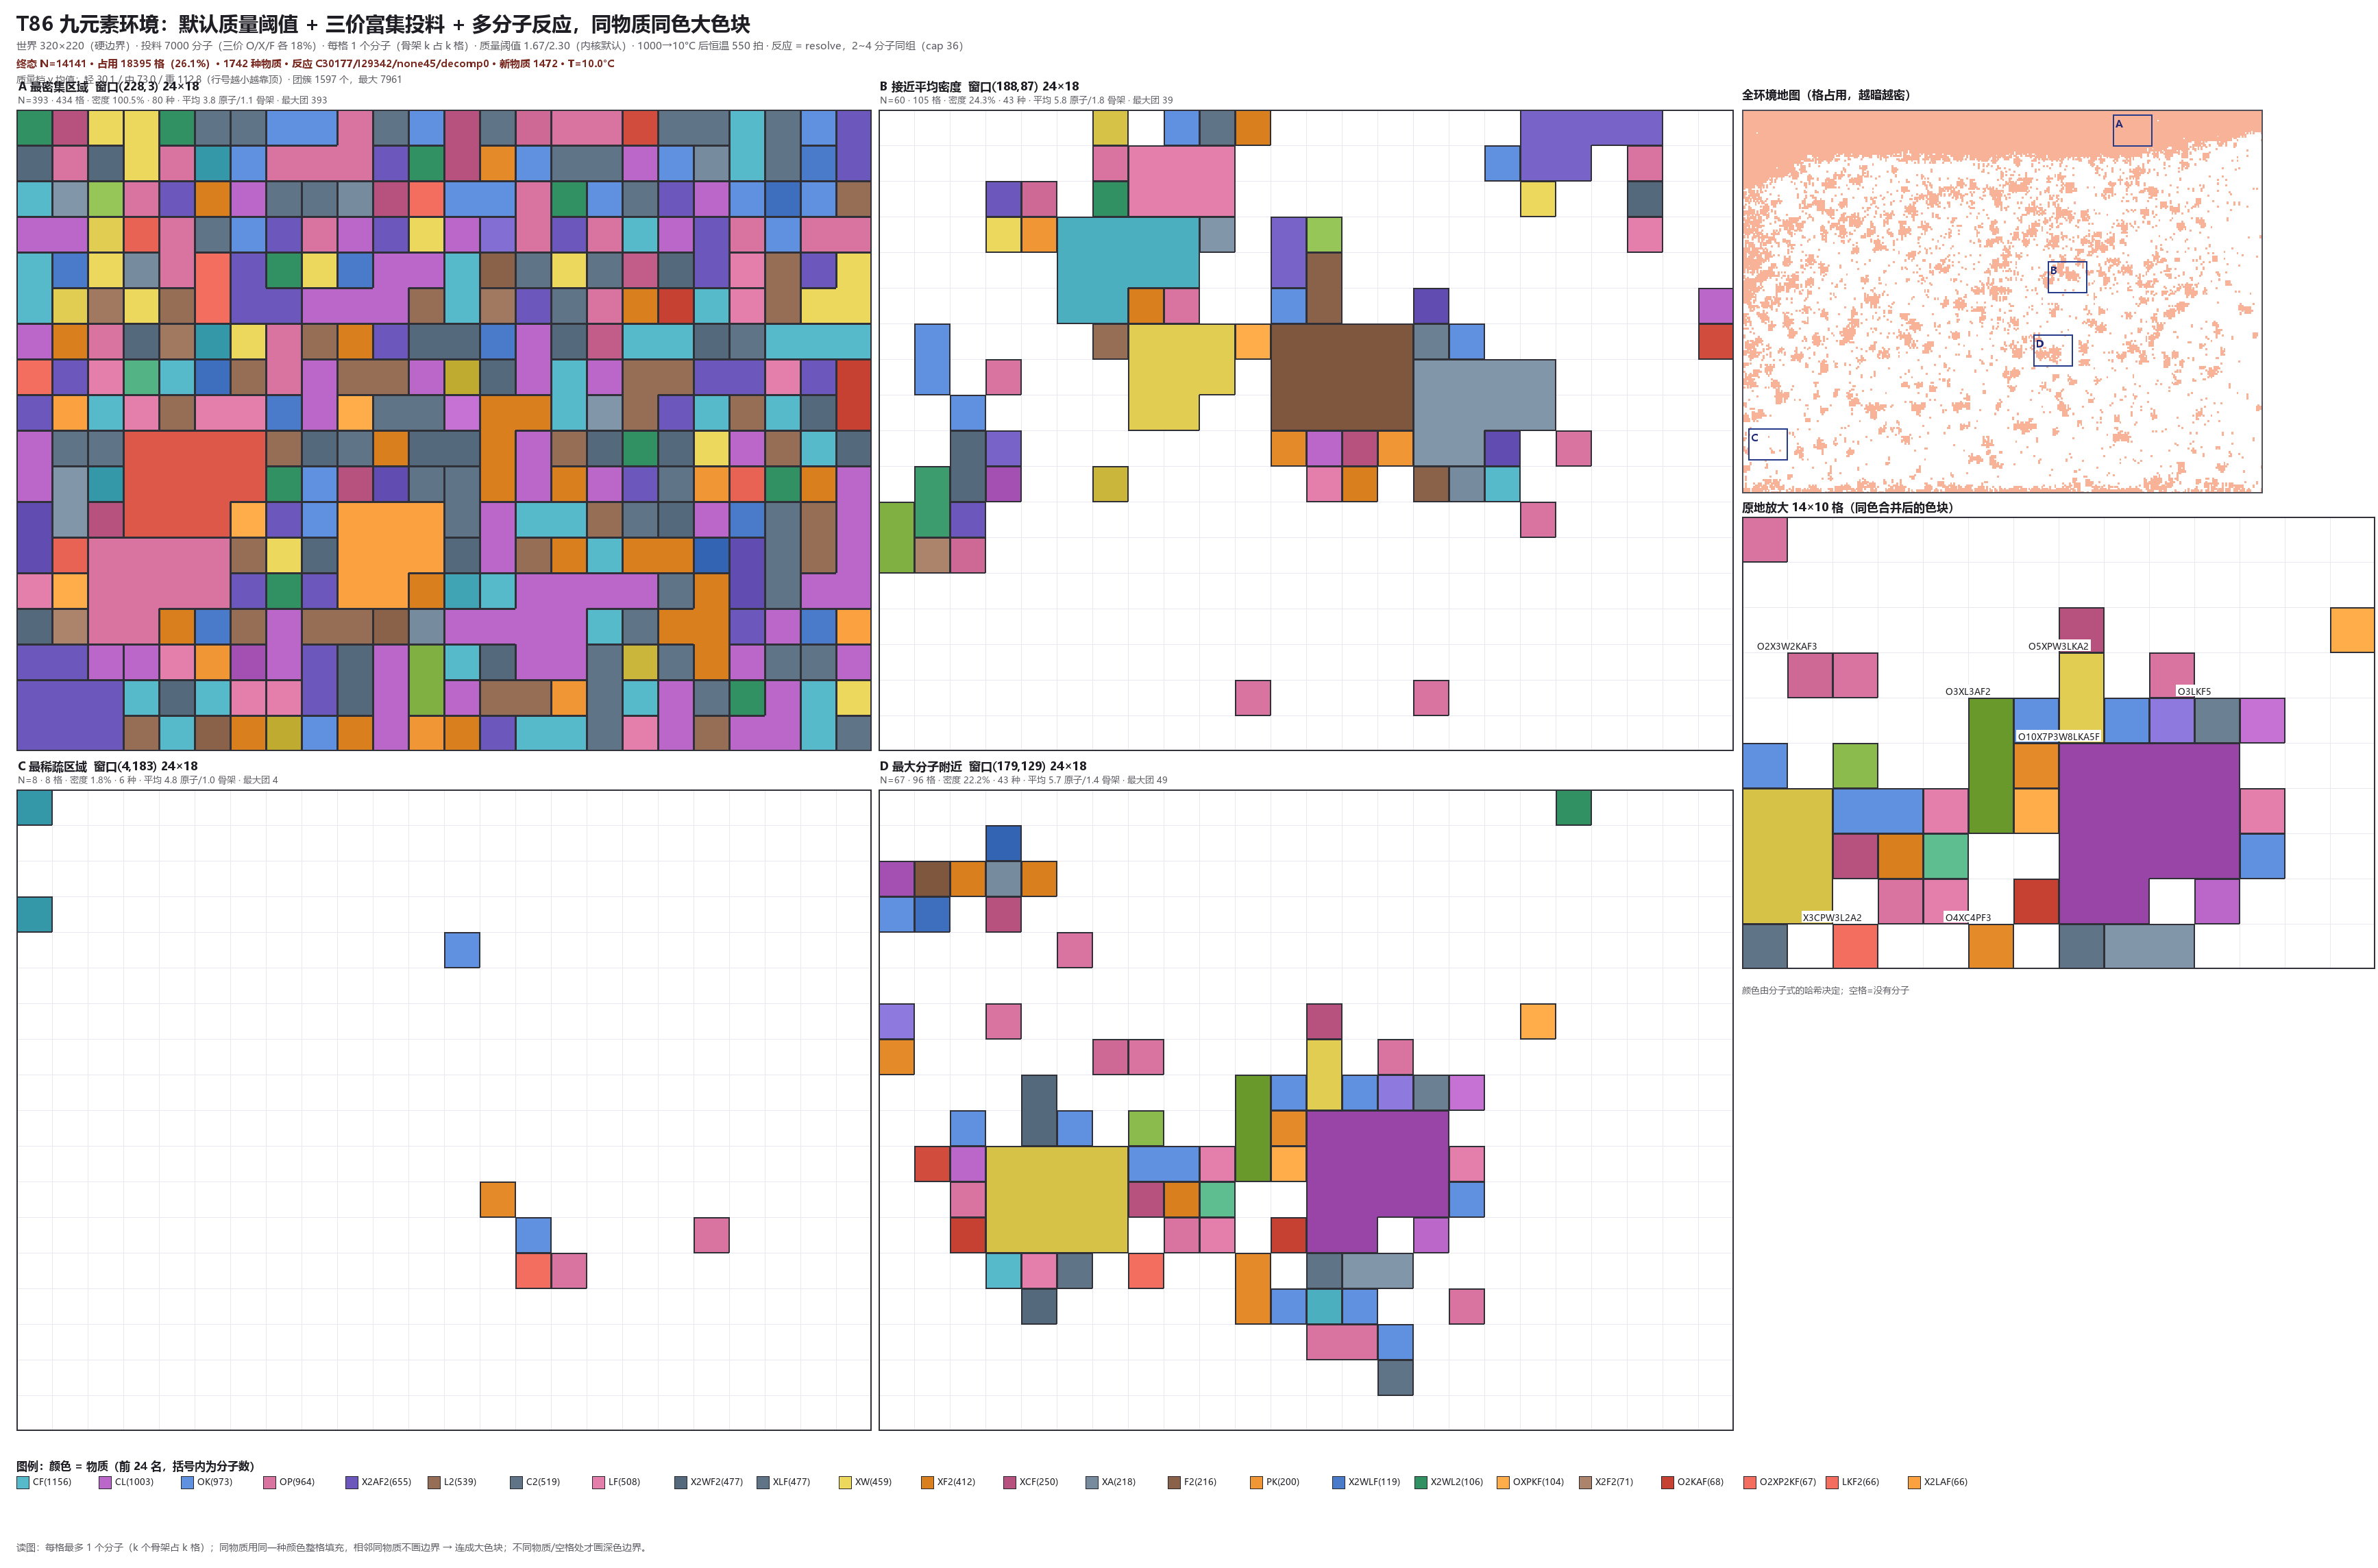 T86 九元素环境：默认质量阈值 + 三价富集投料 + 多分子反应，同物质同色大色块
世界 320×220（硬边界）· 投料 7000 分子（三价 O/X/F 各 18%）· 每格 1 个分子（骨架 k 占 k 格）· 质量阈值 1.67/2.30（内核默认）· 1000→10°C 后恒温 550 拍 · 反应 = resolve，2~4 分子同组（cap 36）
终态 N=14141 • 占用 18395 格（26.1%）• 1742 种物质 • 反应 C30177/I29342/none45/decomp0 • 新物质 1472 • T=10.0°C
质量档 y 均值：轻 30.1 / 中 73.0 / 重 112.8（行号越小越靠顶）· 团簇 1597 个，最大 7961
A 最密集区域 窗口(228,3) 24×18
N=393 · 434 格 · 密度 100.5% · 80 种 · 平均 3.8 原子/1.1 骨架 · 最大团 393
B 接近平均密度 窗口(188,87) 24×18
N=60 · 105 格 · 密度 24.3% · 43 种 · 平均 5.8 原子/1.8 骨架 · 最大团 39
全环境地图（格占用，越暗越密）
A
B
D
C
原地放大 14×10 格（同色合并后的色块）
O2X3W2KAF3
O5XPW3LKA2
O3XL3AF2
O3LKF5
O10X7P3W8LKA5F
X3CPW3L2A2
O4XC4PF3
颜色由分子式的哈希决定；空格=没有分子
C 最稀疏区域 窗口(4,183) 24×18
N=8 · 8 格 · 密度 1.8% · 6 种 · 平均 4.8 原子/1.0 骨架 · 最大团 4
D 最大分子附近 窗口(179,129) 24×18
N=67 · 96 格 · 密度 22.2% · 43 种 · 平均 5.7 原子/1.4 骨架 · 最大团 49
图例：颜色 = 物质（前 24 名，括号内为分子数）
CF(1156) CL(1003) OK(973) OP(964) X2AF2(655) L2(539) C2(519) LF(508) X2WF2(477) XLF(477) XW(459) XF2(412) XCF(250) XA(218) F2(216) PK(200) X2WLF(119) X2WL2(106) OXPKF(104) X2F2(71) O2KAF(68) O2XP2KF(67) LKF2(66) X2LAF(66)
读图：每格最多 1 个分子（k 个骨架占 k 格）；同物质用同一种颜色整格填充，相邻同物质不画边界 → 连成大色块；不同物质/空格处才画深色边界。